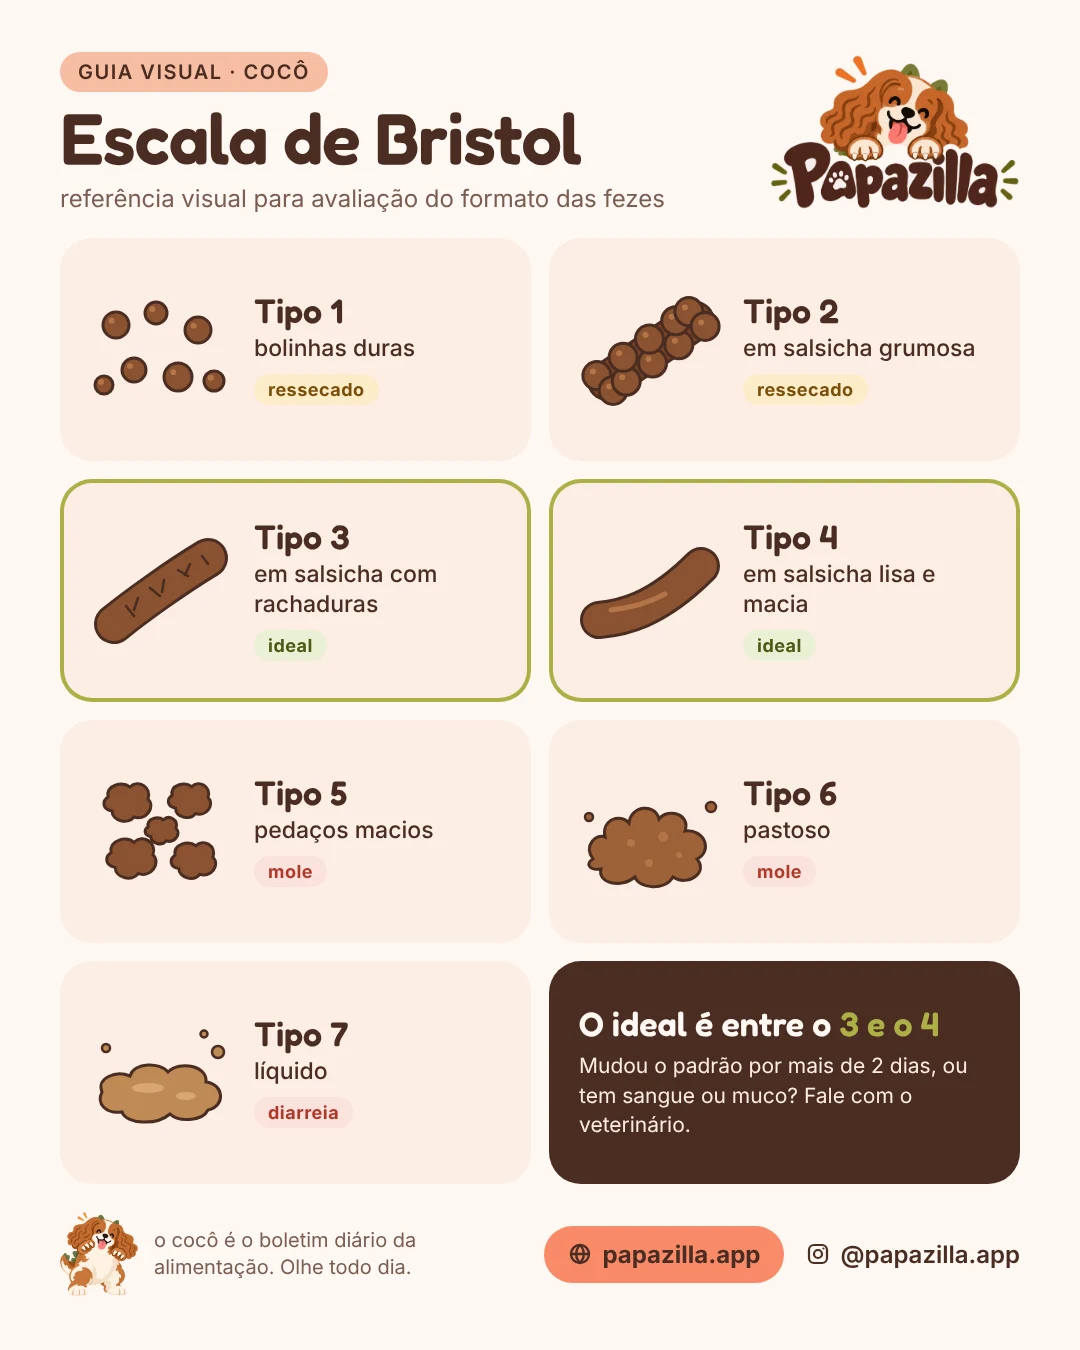 GUIA VISUAL · COCÔ
Escala de Bristol
referência visual para avaliação do formato das fezes
Papazilla
Tipo 1
bolinhas duras
ressecado
Tipo 2
em salsicha grumosa
ressecado
Tipo 3
em salsicha com
rachaduras
ideal
Tipo 4
em salsicha lisa e
macia
ideal
Tipo 5
pedaços macios
mole
Tipo 6
pastoso
mole
Tipo 7
líquido
diarreia
O ideal é entre o 3 e o 4
Mudou o padrão por mais de 2 dias, ou
tem sangue ou muco? Fale com o
veterinário.
o cocô é o boletim diário da
alimentação. Olhe todo dia.
papazilla.app
@papazilla.app